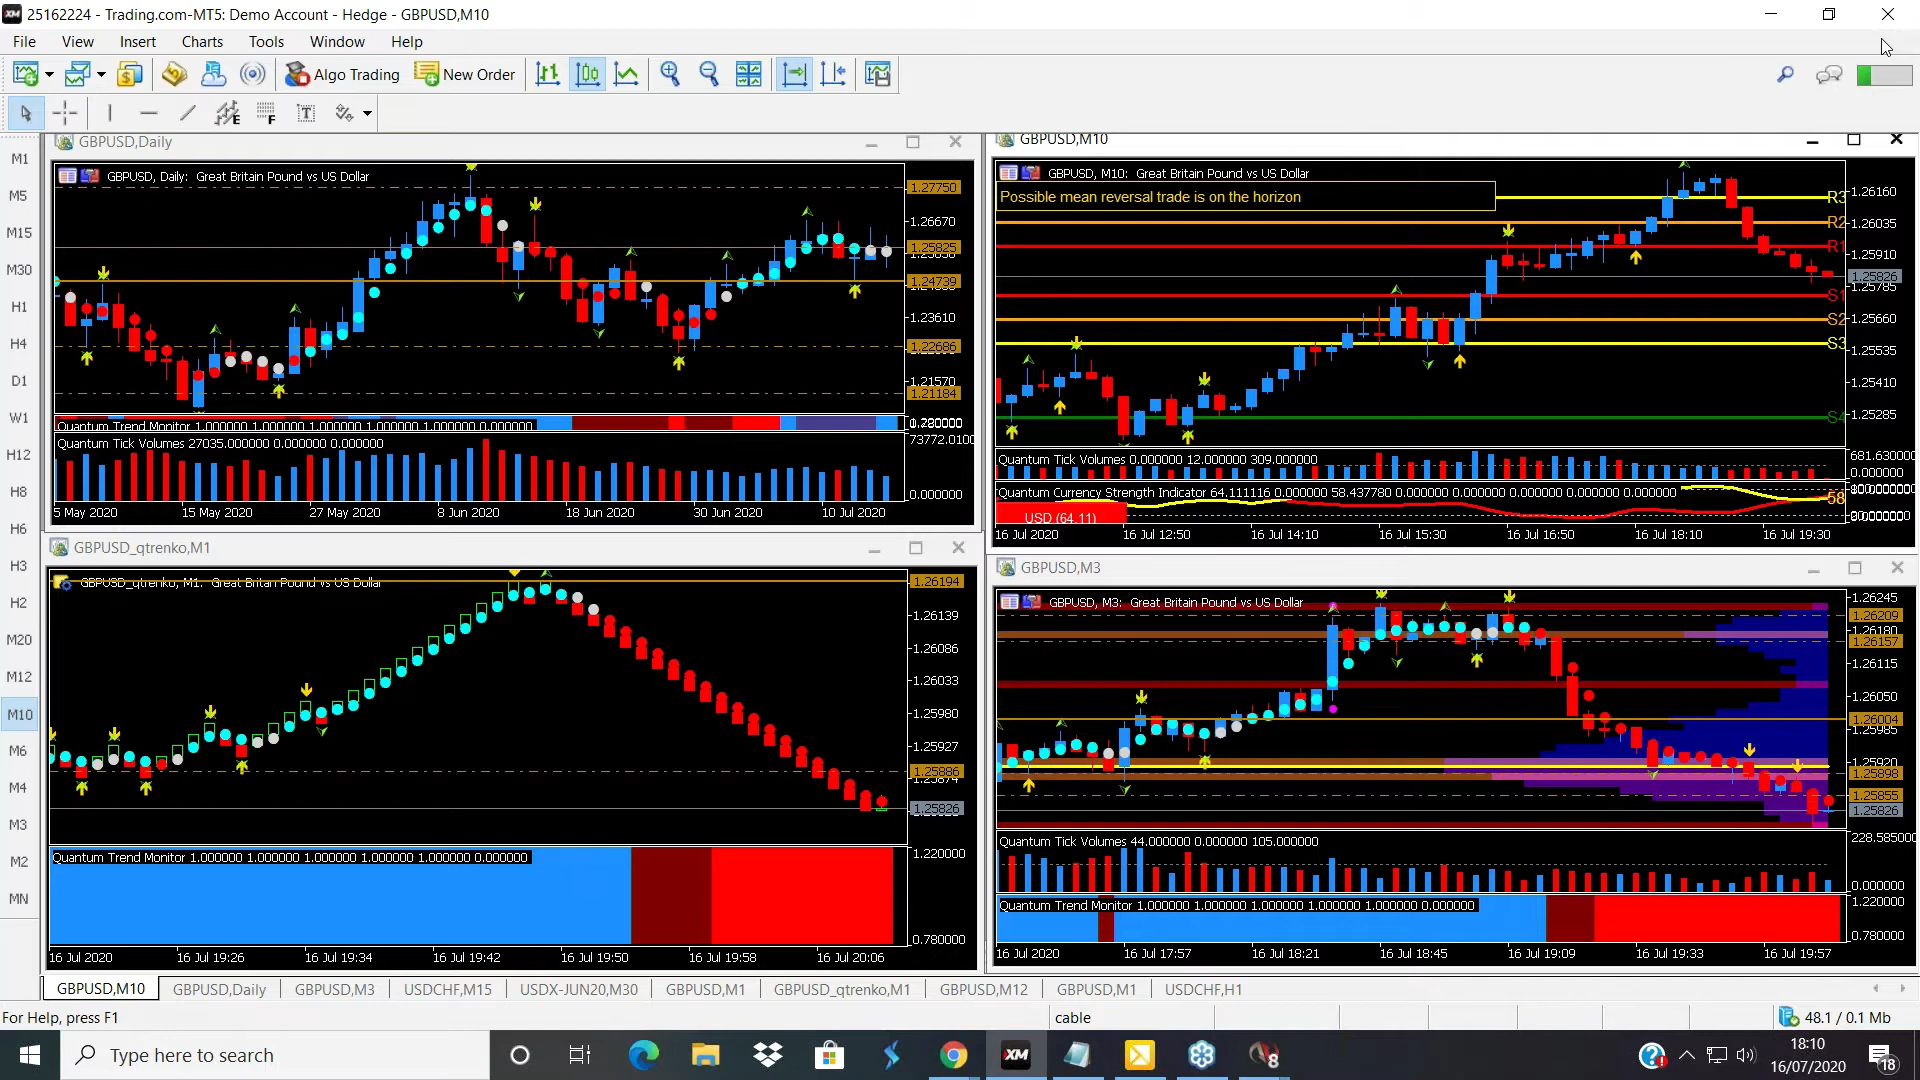 25162224 - Trading.com-MT5: Demo Account - Hedge - GBPUSD,M10
File View Insert Charts Tools Window Help
Algo Trading New Order
E F T
M1
M5
M15
M30
H1
H4
D1
W1
H12
H8
H6
H3
H2
M20
M12
M10
M6
M4
M3
M2
MN
GBPUSD,Daily
GBPUSD, Daily: Great Britain Pound vs US Dollar
1.27750
1.26670
1.25825
1.24739
1.23610
1.22686
1.21570
1.21184
Quantum Trend Monitor 1.000000 1.000000 1.000000 1.000000 1.000000 0.000000
Quantum Tick Volumes 27035.000000 0.000000 0.000000
73772.0100
0.000000
5 May 2020 15 May 2020 27 May 2020 8 Jun 2020 18 Jun 2020 30 Jun 2020 10 Jul 2020
GBPUSD,M10
GBPUSD, M10: Great Britain Pound vs US Dollar
Possible mean reversal trade is on the horizon
R3
R2
R1
S1
S2
S3
S4
1.26160
1.26035
1.25910
1.25826
1.25785
1.25660
1.25535
1.25410
1.25285
Quantum Tick Volumes 0.000000 12.000000 309.000000
681.630000
0.000000
Quantum Currency Strength Indicator 64.111116 0.000000 58.437780 0.000000 0.000000 0.000000 0.000000 0.000000
USD (64.11)
58
16 Jul 2020 16 Jul 12:50 16 Jul 14:10 16 Jul 15:30 16 Jul 16:50 16 Jul 18:10 16 Jul 19:30
GBPUSD_qtrenko,M1
GBPUSD_qtrenko, M1: Great Britan Pound vs US Dollar
1.26194
1.26139
1.26086
1.26033
1.25980
1.25927
1.25886
1.25874
1.25826
Quantum Trend Monitor 1.000000 1.000000 1.000000 1.000000 1.000000 0.000000
1.220000
0.780000
16 Jul 2020 16 Jul 19:26 16 Jul 19:34 16 Jul 19:42 16 Jul 19:50 16 Jul 19:58 16 Jul 20:06
GBPUSD,M3
GBPUSD, M3: Great Britain Pound vs US Dollar
1.26245
1.26209
1.26180
1.26157
1.26115
1.26050
1.26004
1.25985
1.25920
1.25898
1.25855
1.25826
Quantum Tick Volumes 44.000000 0.000000 105.000000
228.585000
0.000000
Quantum Trend Monitor 1.000000 1.000000 1.000000 1.000000 1.000000 0.000000
1.220000
0.780000
16 Jul 2020 16 Jul 17:57 16 Jul 18:21 16 Jul 18:45 16 Jul 19:09 16 Jul 19:33 16 Jul 19:57
GBPUSD,M10 GBPUSD,Daily GBPUSD,M3 USDCHF,M15 USDX-JUN20,M30 GBPUSD,M1 GBPUSD_qtrenko,M1 GBPUSD,M12 GBPUSD,M1 USDCHF,H1
For Help, press F1 cable 48.1 / 0.1 Mb
Type here to search
XM
8
18:10
16/07/2020
18